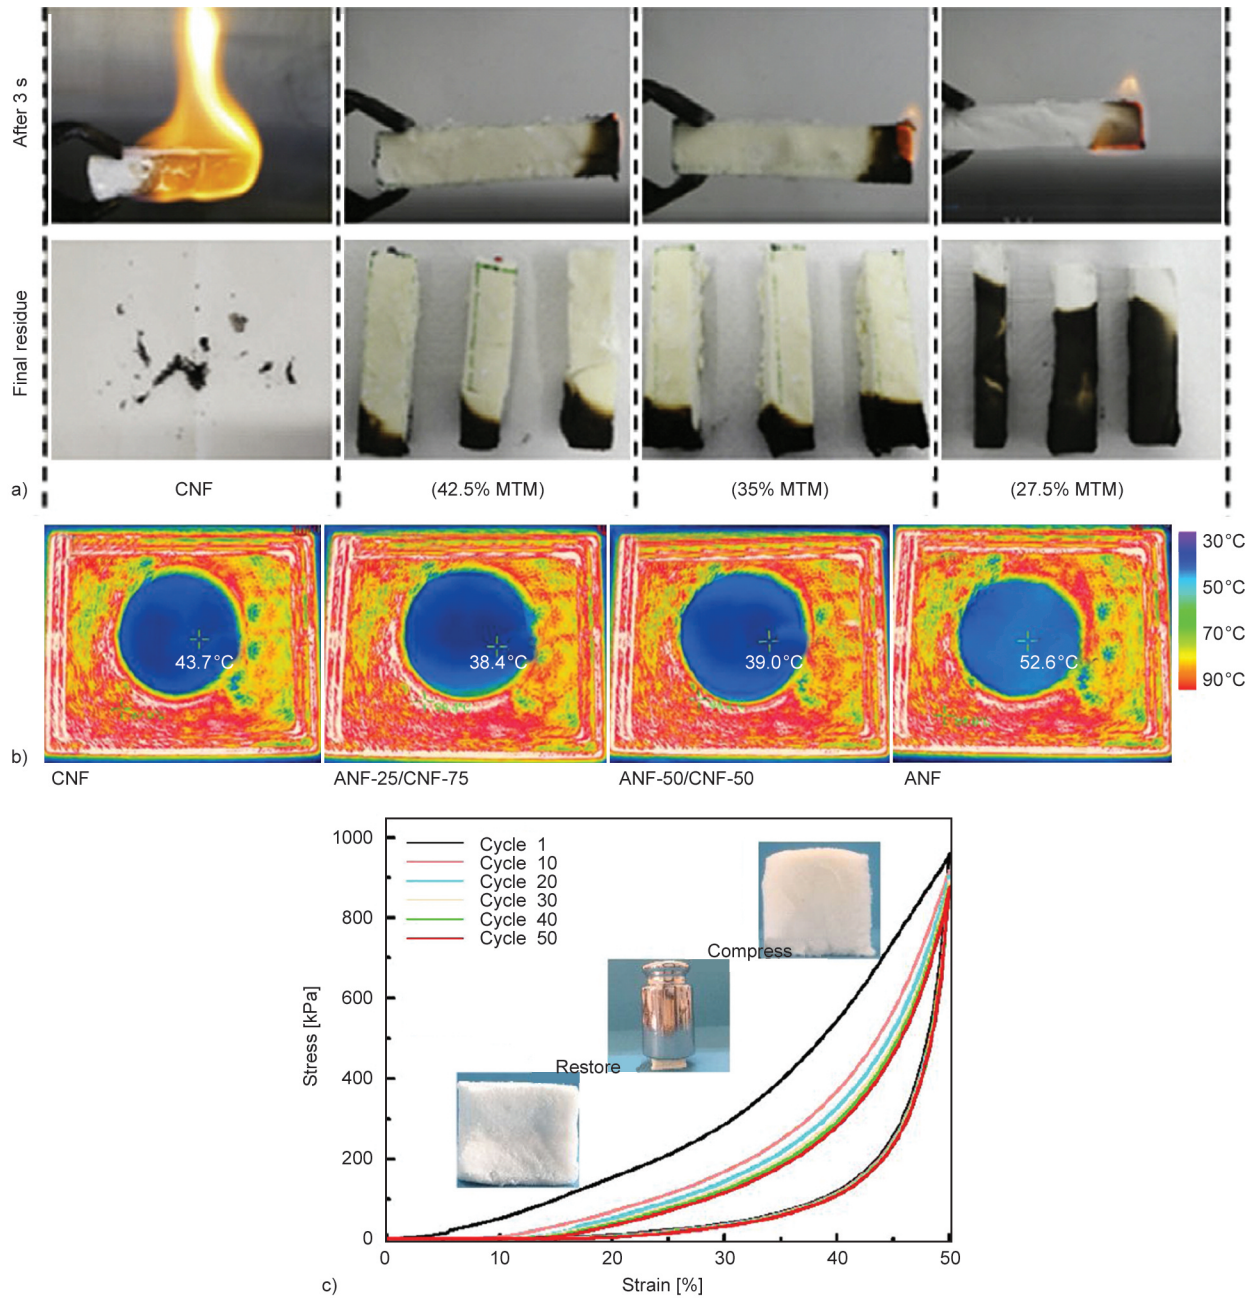 After 3 s
Final residue
a)
CNF
(42.5% MTM)
(35% MTM)
(27.5% MTM)
43.7°C
38.4°C
39.0°C
52.6°C
30°C
50°C
70°C
90°C
b)
CNF
ANF-25/CNF-75
ANF-50/CNF-50
ANF
1000
800
600
400
200
0
Stress [kPa]
Cycle 1
Cycle 10
Cycle 20
Cycle 30
Cycle 40
Cycle 50
Compress
Restore
0
10
20
30
40
50
Strain [%]
c)